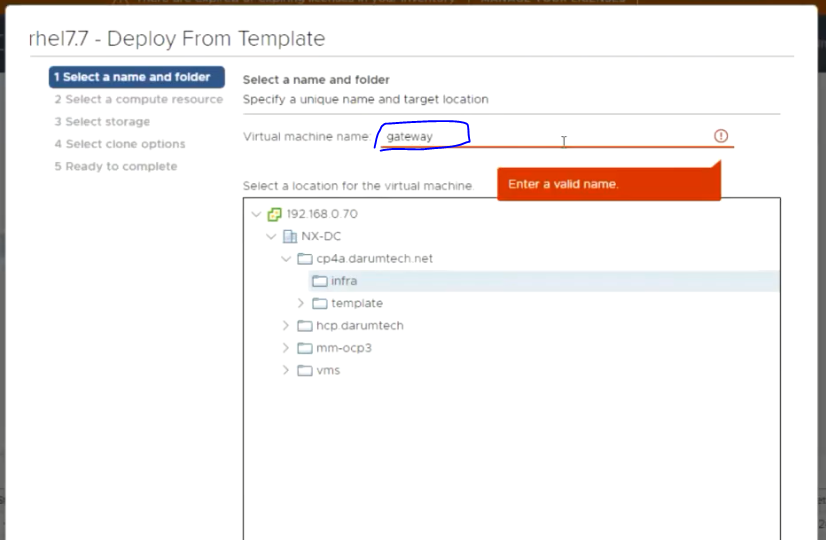 rhel7.7 - Deploy From Template
1 Select a name and folder
2 Select a compute resource
3 Select storage
4 Select clone options
5 Ready to complete
Select a name and folder
Specify a unique name and target location
Virtual machine name:
gateway
Enter a valid name.
Select a location for the virtual machine.
192.168.0.70
NX-DC
cp4a.darumtech.net
infra
template
hcp.darumtech
mm-ocp3
vms